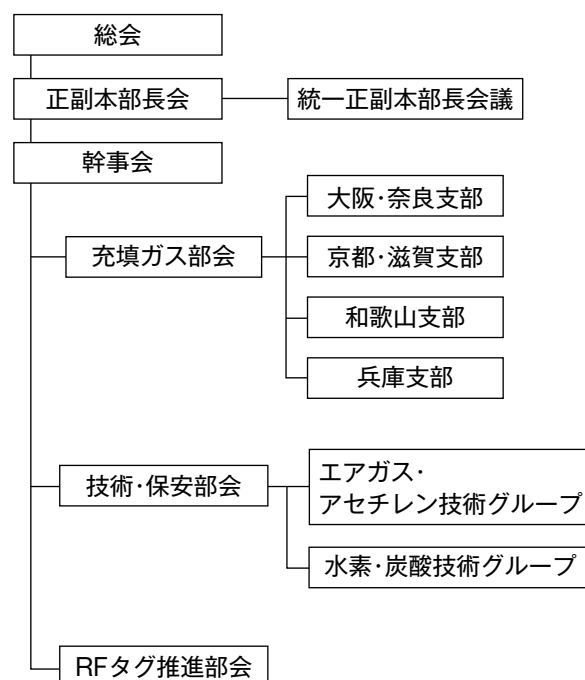 総会
正副本部長会
統一正副本部長会議
幹事会
充填ガス部会
大阪・奈良支部
京都・滋賀支部
和歌山支部
兵庫支部
技術・保安部会
エアガス・
アセチレン技術グループ
水素・炭酸技術グループ
RFタグ推進部会